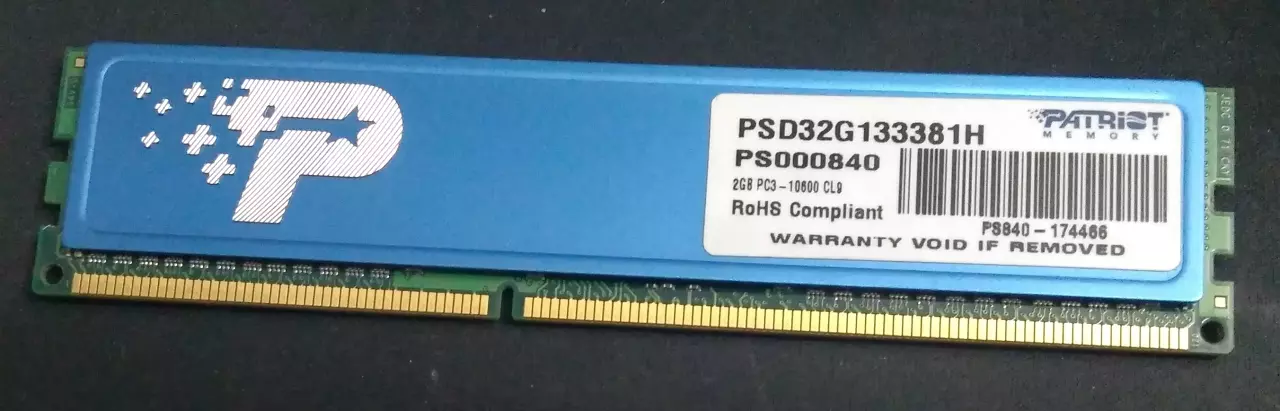 PATRIOT
MEMORY
PSD32G133381H
PS000840
2GB PC3-10600 CL9
RoHS Compliant
PS840-174466
WARRANTY VOID IF REMOVED